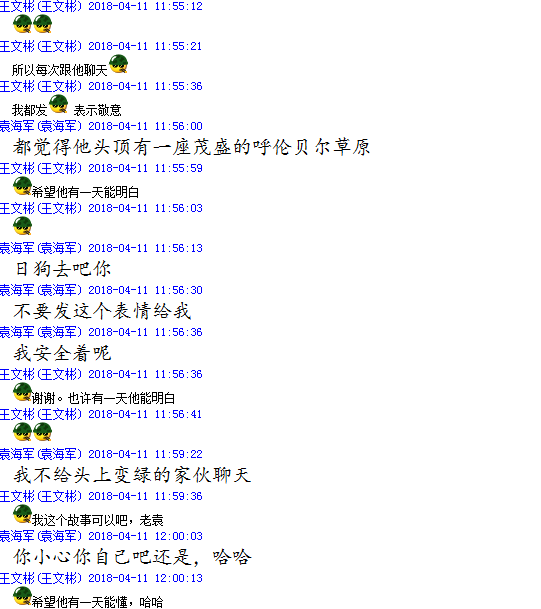 王文彬(王文彬) 2018-04-11 11:55:12
王文彬(王文彬) 2018-04-11 11:55:21
所以每次跟他聊天
王文彬(王文彬) 2018-04-11 11:55:36
我都发 表示敬意
袁海军(袁海军) 2018-04-11 11:56:00
都觉得他头顶有一座茂盛的呼伦贝尔草原
王文彬(王文彬) 2018-04-11 11:55:59
希望他有一天能明白
王文彬(王文彬) 2018-04-11 11:56:03
袁海军(袁海军) 2018-04-11 11:56:13
日狗去吧你
袁海军(袁海军) 2018-04-11 11:56:30
不要发这个表情给我
袁海军(袁海军) 2018-04-11 11:56:36
我安全着呢
王文彬(王文彬) 2018-04-11 11:56:36
谢谢。也许有一天他能明白
王文彬(王文彬) 2018-04-11 11:56:41
袁海军(袁海军) 2018-04-11 11:59:22
我不给头上变绿的家伙聊天
王文彬(王文彬) 2018-04-11 11:59:36
我这个故事可以吧，老袁
袁海军(袁海军) 2018-04-11 12:00:03
你小心你自己吧还是，哈哈
王文彬(王文彬) 2018-04-11 12:00:13
希望他有一天能懂，哈哈